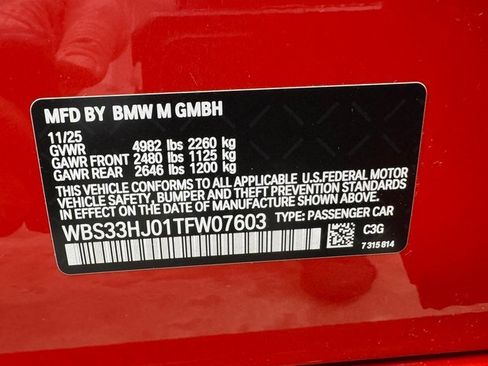 MFD BY BMW M GMBH
11/25
GVWR 4982 lbs 2260 kg
GAWR FRONT 2480 lbs 1125 kg
GAWR REAR 2646 lbs 1200 kg
THIS VEHICLE CONFORMS TO ALL APPLICABLE U.S.FEDERAL MOTOR
VEHICLE SAFETY, BUMPER AND THEFT PREVENTION STANDARDS
IN EFFECT ON THE DATE OF MANUFACTURE SHOWN ABOVE.
WBS33HJ01TFW07603 TYPE: PASSENGER CAR
C3G
7 315 814